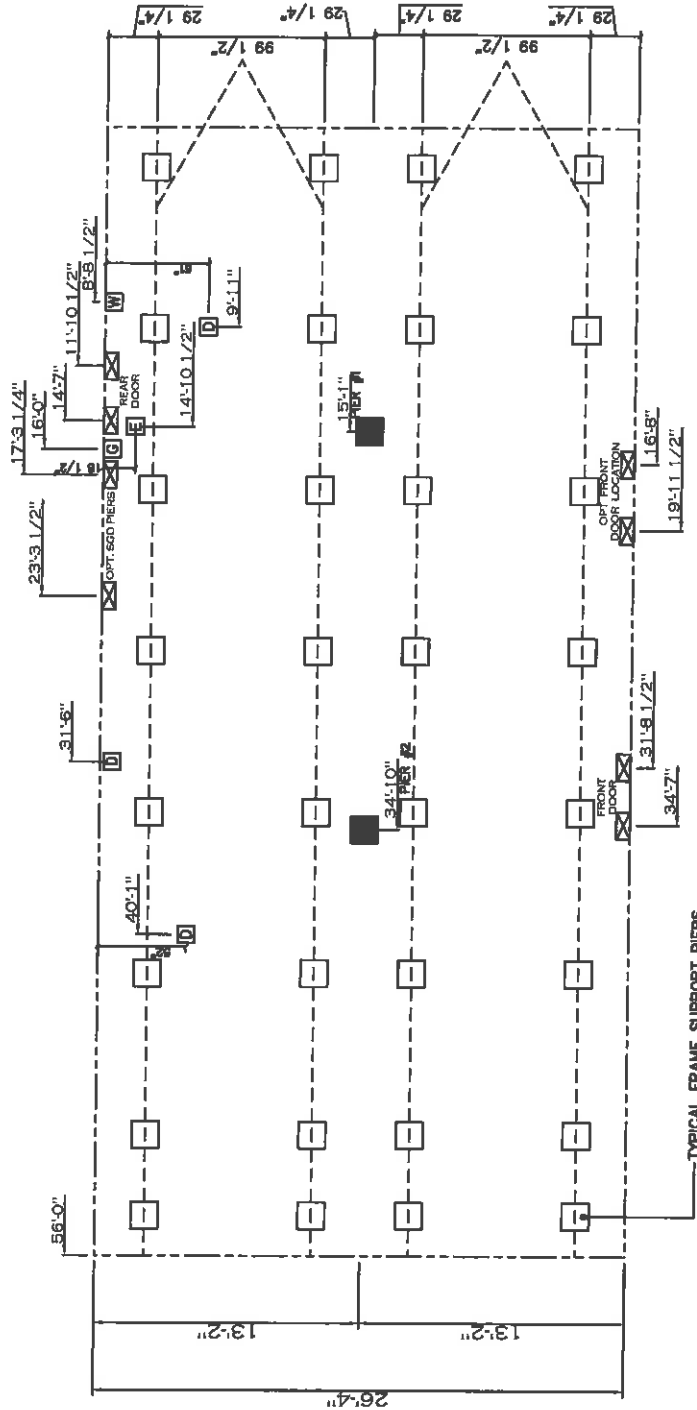 29 1/4"
29 1/4"
29 1/4"
29 1/4"
99 1/2"
99 1/2"
8'-8 1/2"
11'-10 1/2"
14'-7"
16'-0"
17'-3 1/4"
23'-3 1/2"
31'-6"
40'-1"
56'-0"
W
REAR
DOOR
G
E
18 1/2"
OPT. SGD PIERS
D
D
D
61"
9'-11"
14'-10 1/2"
15'-1"
PIER #1
34'-10"
PIER #2
OPT FRONT
DOOR LOCATION
16'-8"
19'-11 1/2"
FRONT
DOOR
31'-8 1/2"
34'-7"
13'-2"
13'-2"
26'-4"
TYPICAL FRAME SUPPORT PIERS